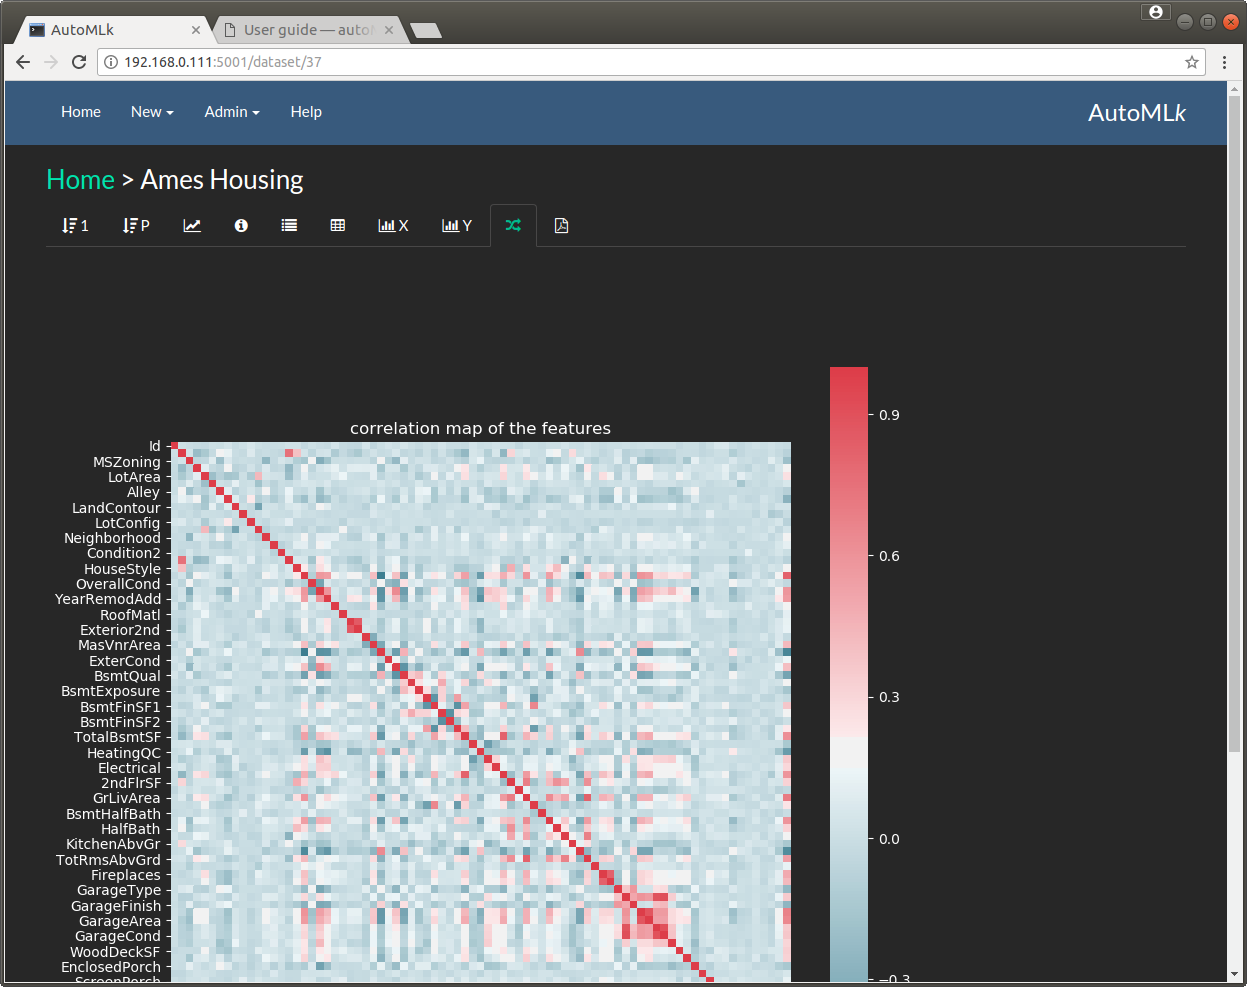 AutoMLk
User guide — auto
192.168.0.111:5001/dataset/37
Home New Admin Help AutoMLk
Home > Ames Housing
1 P X Y
correlation map of the features
Id
MSZoning
LotArea
Alley
LandContour
LotConfig
Neighborhood
Condition2
HouseStyle
OverallCond
YearRemodAdd
RoofMatl
Exterior2nd
MasVnrArea
ExterCond
BsmtQual
BsmtExposure
BsmtFinSF1
BsmtFinSF2
TotalBsmtSF
HeatingQC
Electrical
2ndFlrSF
GrLivArea
BsmtHalfBath
HalfBath
KitchenAbvGr
TotRmsAbvGrd
Fireplaces
GarageType
GarageFinish
GarageArea
GarageCond
WoodDeckSF
EnclosedPorch
ScreenPorch
0.9
0.6
0.3
0.0
−0.3